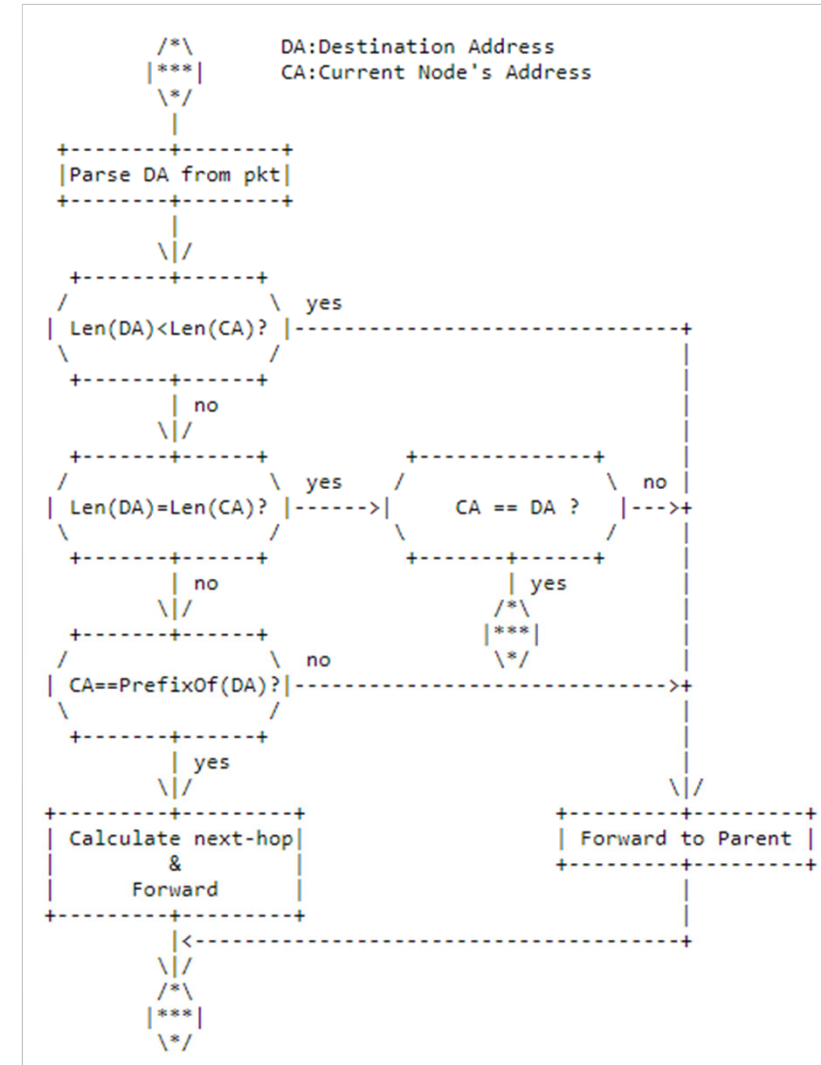 /*\ DA:Destination Address
|***| CA:Current Node's Address
\*/
|
+--------+--------+
|Parse DA from pkt|
+--------+--------+
|
\|/
+-------+------+
/ \ yes
| Len(DA)<Len(CA)? |-------------------------------+
\ / |
+-------+------+ |
| no |
\|/ |
+-------+------+ +--------------+ |
/ \ yes / \ no |
| Len(DA)=Len(CA)? |------>| CA == DA ? |--->+
\ / \ / |
+-------+------+ +-------+------+ |
| no | yes |
\|/ /*\ |
+-------+------+ |***| |
/ \ no \*/ |
| CA==PrefixOf(DA)?|------------------------------>+
\ / |
+-------+------+ |
| yes |
\|/ \|/
+---------+---------+ +---------+---------+
| Calculate next-hop| | Forward to Parent |
| & | +---------+---------+
| Forward | |
+---------+---------+ |
|<---------------------------------------+
\|/
/*\
|***|
\*/